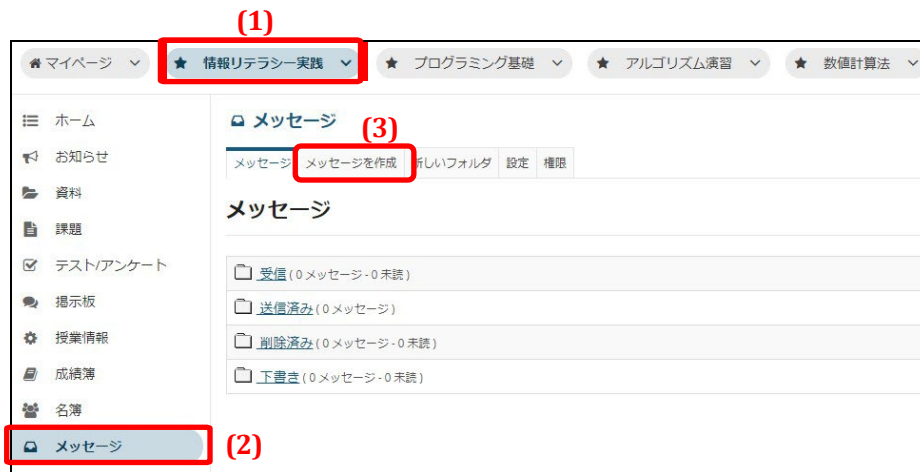 (1)
マイページ 情報リテラシー実践 プログラミング基礎 アルゴリズム演習 数値計算法
ホーム
お知らせ
資料
課題
テスト/アンケート
掲示板
授業情報
成績簿
名簿
メッセージ
(2)
メッセージ
(3)
メッセージ メッセージを作成 新しいフォルダ 設定 権限
メッセージ
受信(0メッセージ-0未読)
送信済み(0メッセージ)
削除済み(0メッセージ-0未読)
下書き(0メッセージ-0未読)